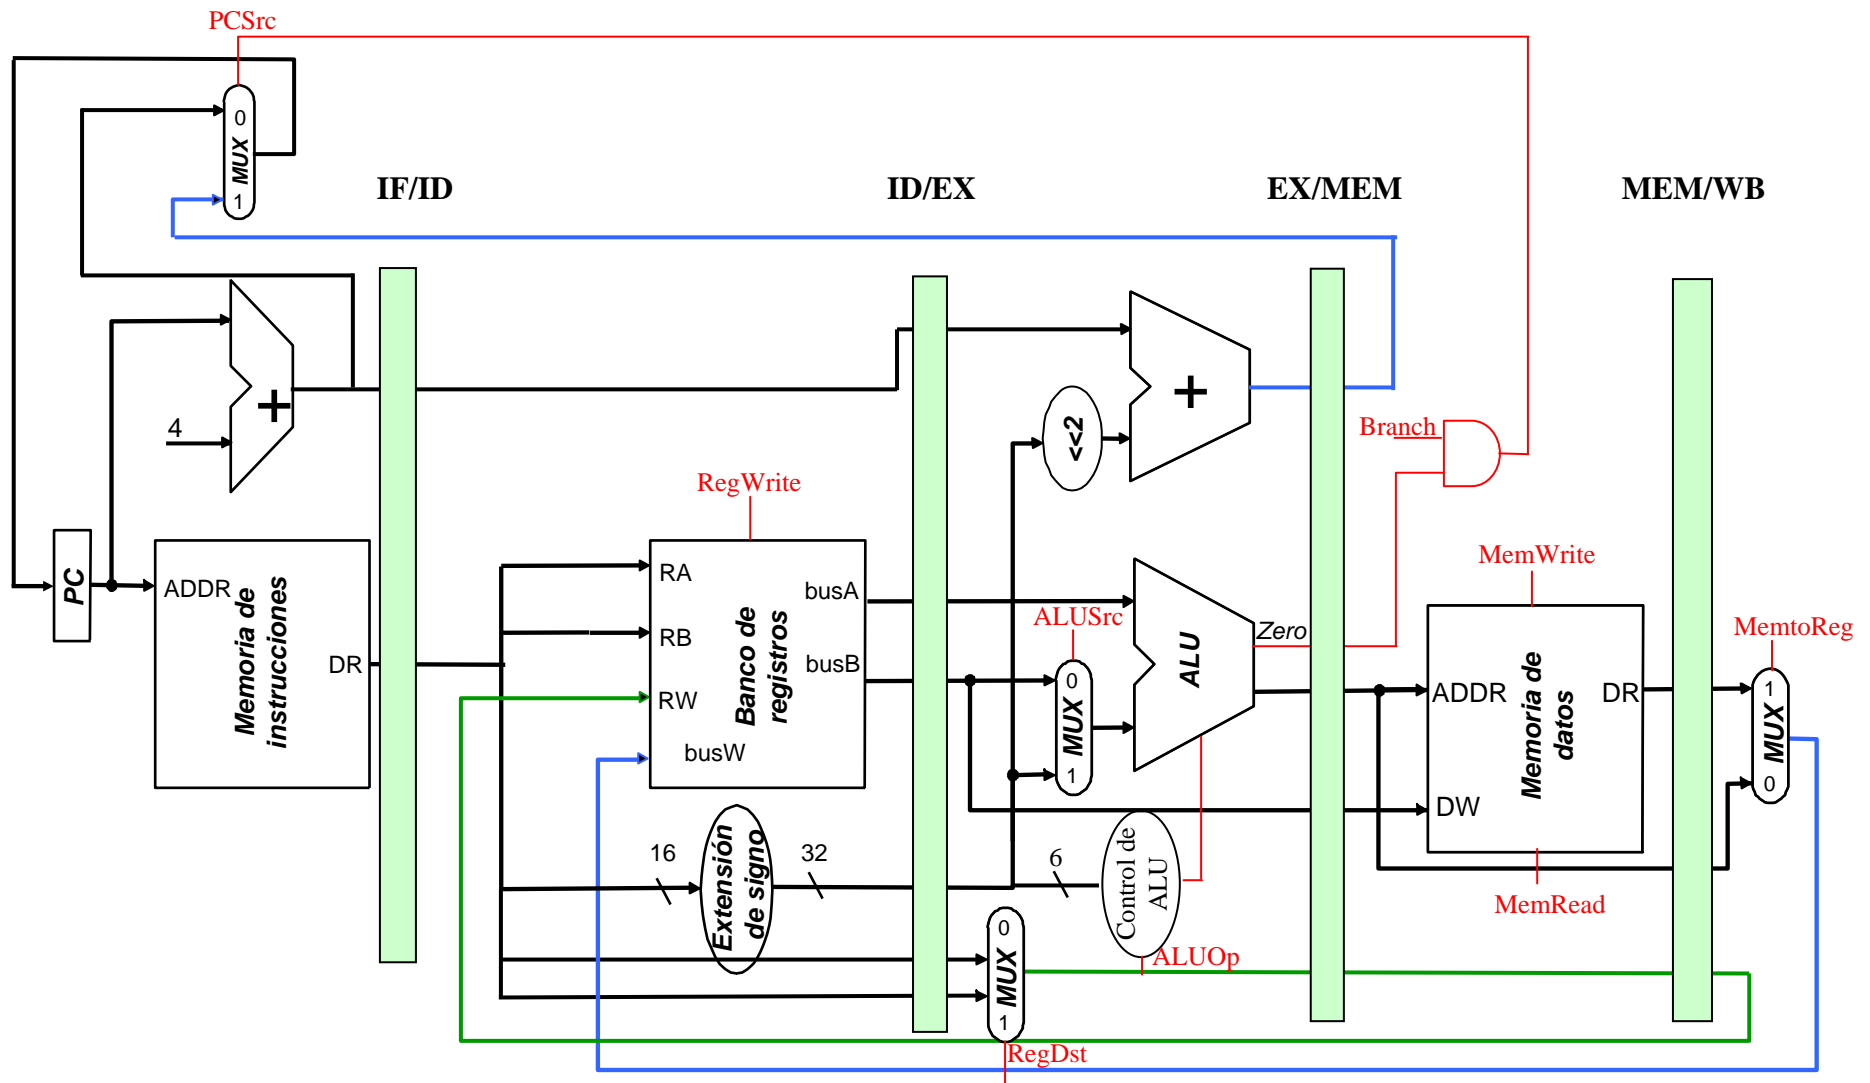 PCSrc
0
MUX
1
IF/ID
ID/EX
EX/MEM
MEM/WB
+
4
+
<<2
Branch
RegWrite
PC
ADDR
Memoria de
instrucciones
DR
RA
RB
RW
busW
Banco de
registros
busA
busB
ALUSrc
0
MUX
1
ALU
Zero
MemWrite
ADDR
DW
Memoria de
datos
DR
MemRead
MemtoReg
1
MUX
0
16
Extensión
de signo
32
6
Control de
ALU
ALUOp
0
MUX
1
RegDst